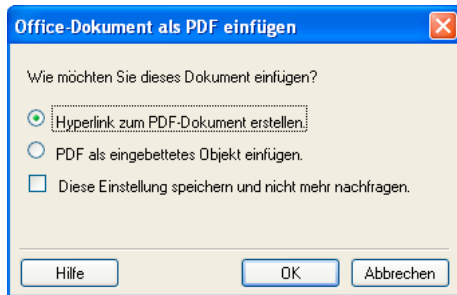 Office-Dokument als PDF einfügen
Wie möchten Sie dieses Dokument einfügen?
Hyperlink zum PDF-Dokument erstellen.
PDF als eingebettetes Objekt einfügen.
Diese Einstellung speichern und nicht mehr nachfragen.
Hilfe
OK
Abbrechen